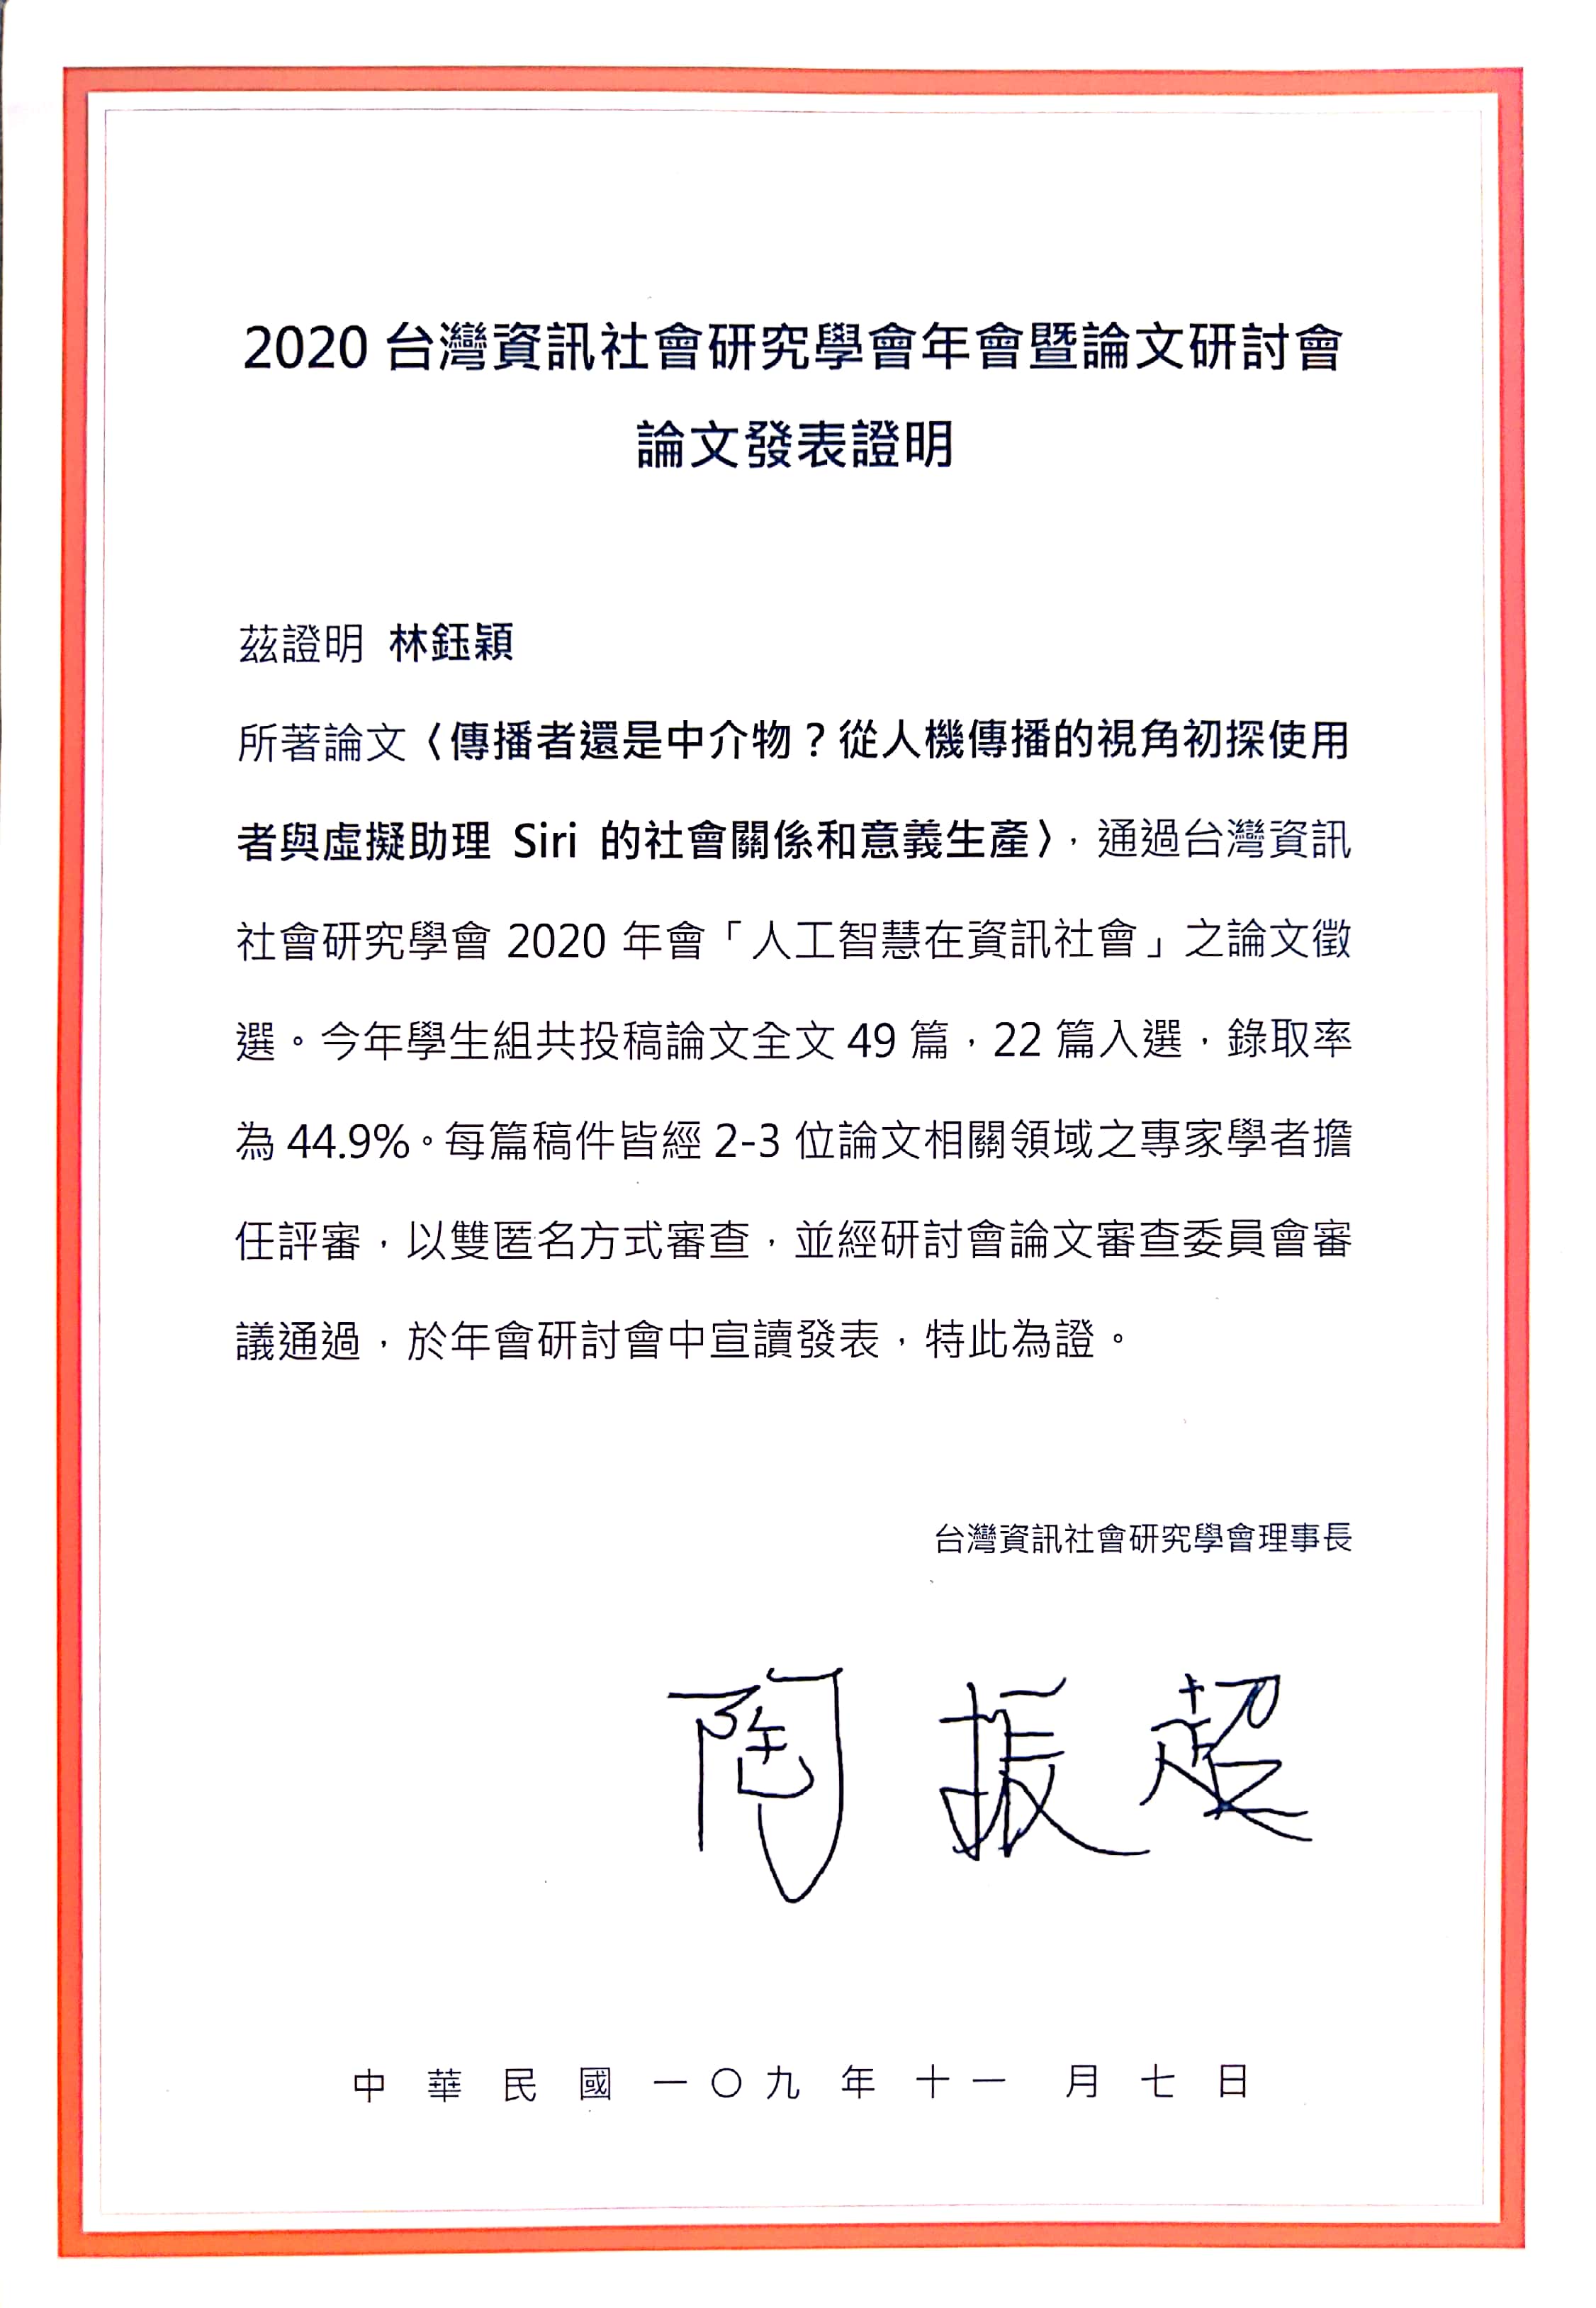 2020 台灣資訊社會研究學會年會暨論文研討會
論文發表證明
茲證明 林鈺穎
所著論文〈傳播者還是中介物？從人機傳播的視角初探使用
者與虛擬助理 Siri 的社會關係和意義生產〉，通過台灣資訊
社會研究學會 2020 年會「人工智慧在資訊社會」之論文徵
選。今年學生組共投稿論文全文 49 篇，22 篇入選，錄取率
為 44.9%。每篇稿件皆經 2-3 位論文相關領域之專家學者擔
任評審，以雙匿名方式審查，並經研討會論文審查委員會審
議通過，於年會研討會中宣讀發表，特此為證。
台灣資訊社會研究學會理事長
陶振超
中華民國一〇九年十一月七日